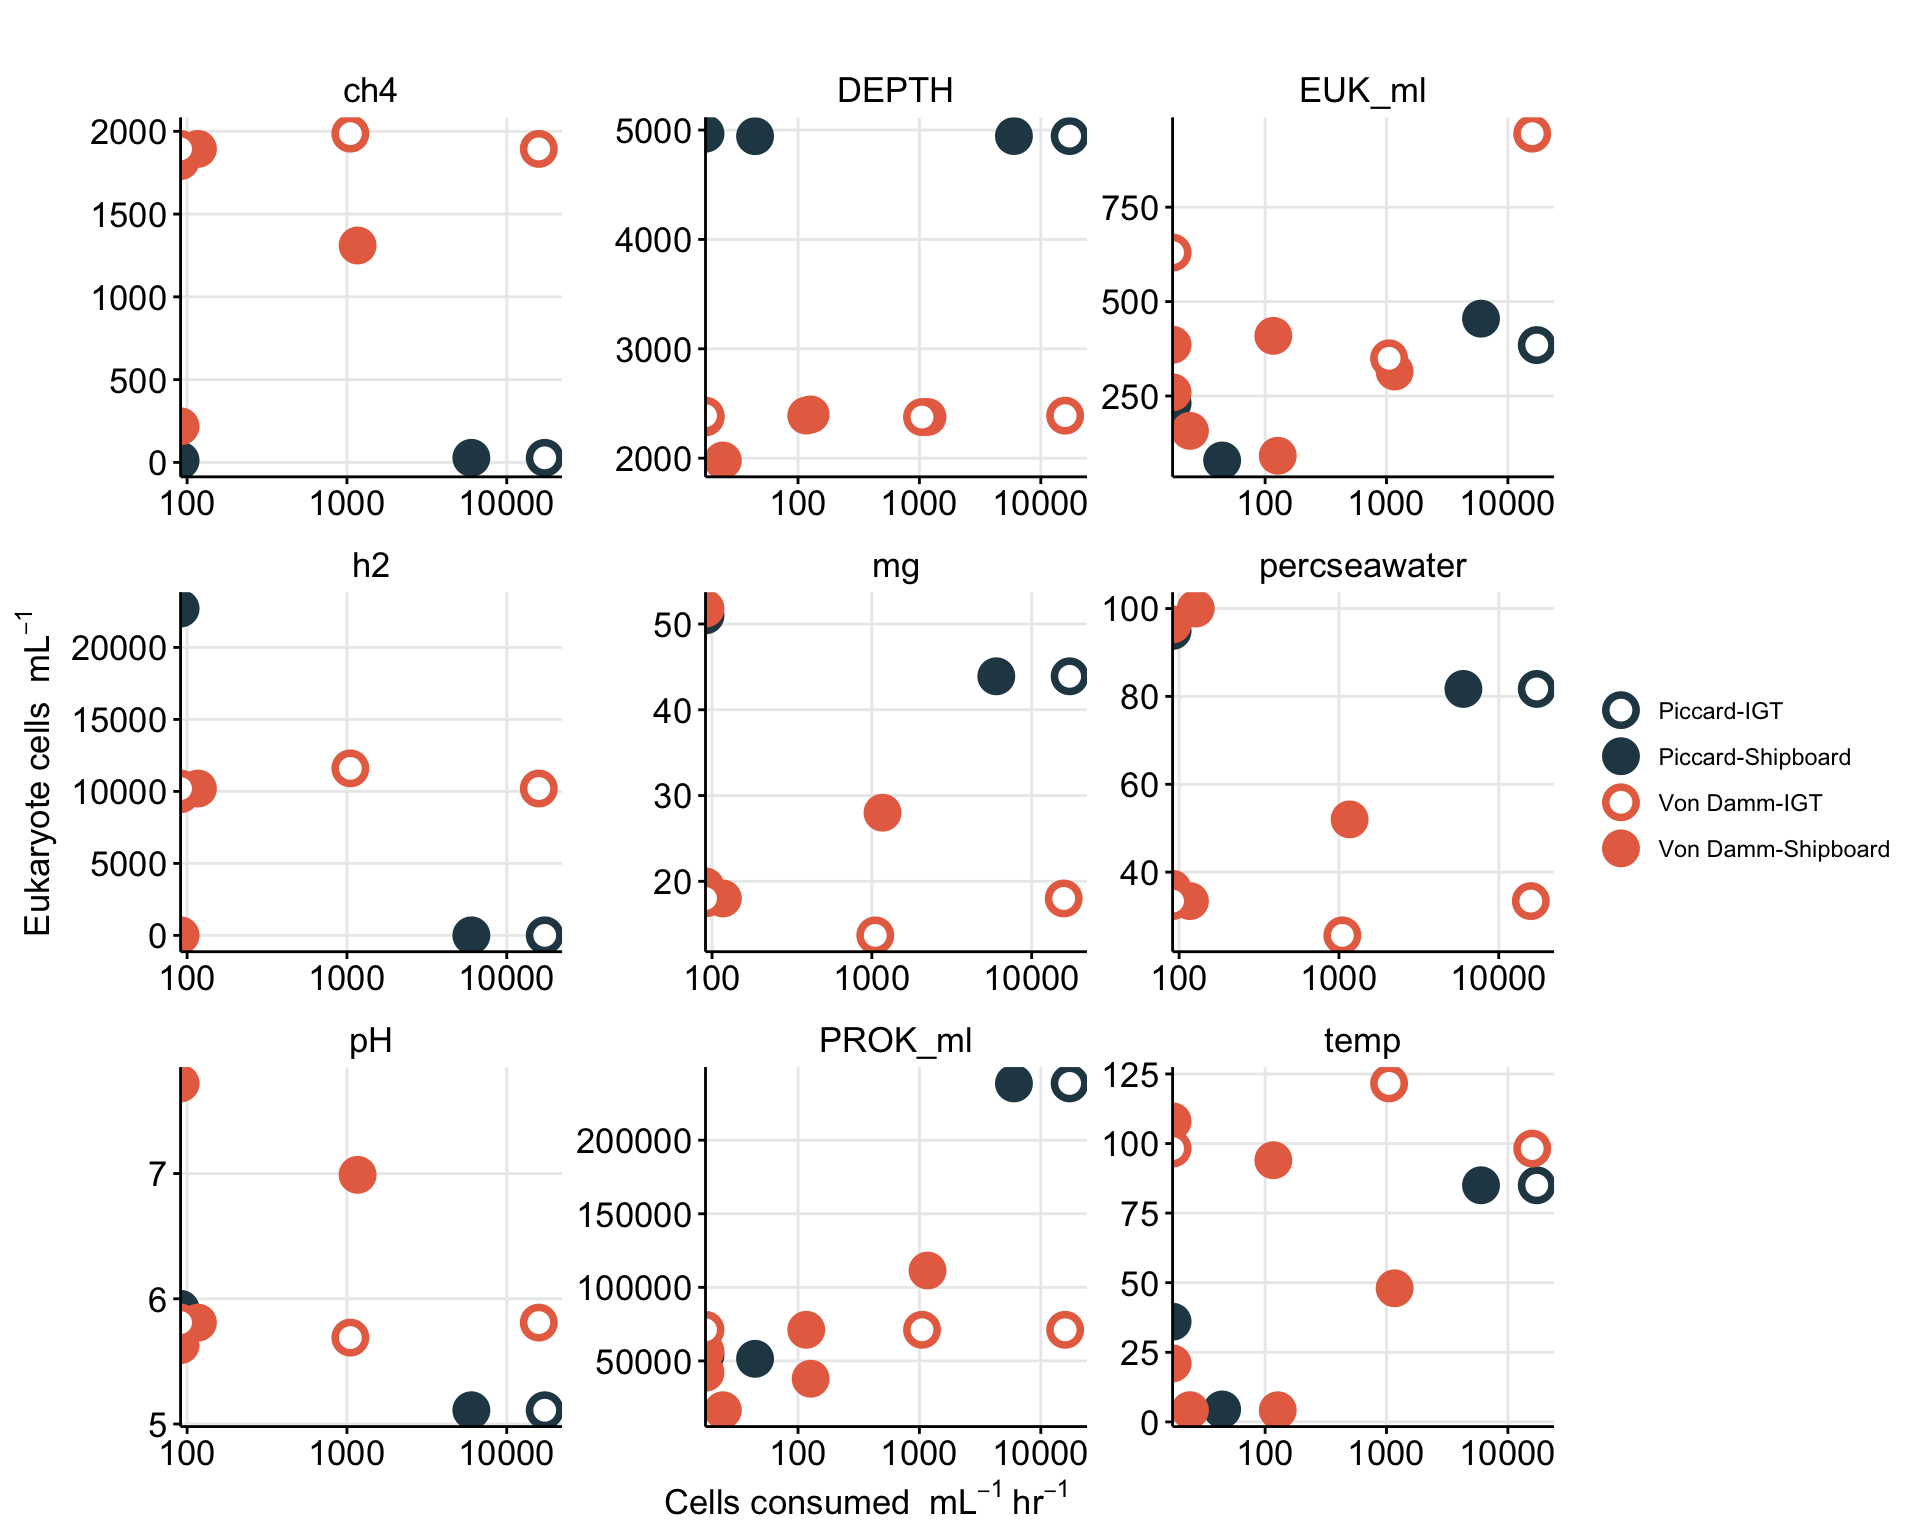 ch4 DEPTH EUK_ml
2000
1500
1000
500
0
100 1000 10000
5000
4000
3000
2000
100 1000 10000
750
500
250
100 1000 10000
h2 mg percseawater
20000
15000
10000
5000
0
100 1000 10000
50
40
30
20
100 1000 10000
100
80
60
40
100 1000 10000
pH PROK_ml temp
7
6
5
100 1000 10000
200000
150000
100000
50000
100 1000 10000
125
100
75
50
25
0
100 1000 10000
Eukaryote cells mL⁻¹
Cells consumed mL⁻¹ hr⁻¹
Piccard-IGT
Piccard-Shipboard
Von Damm-IGT
Von Damm-Shipboard